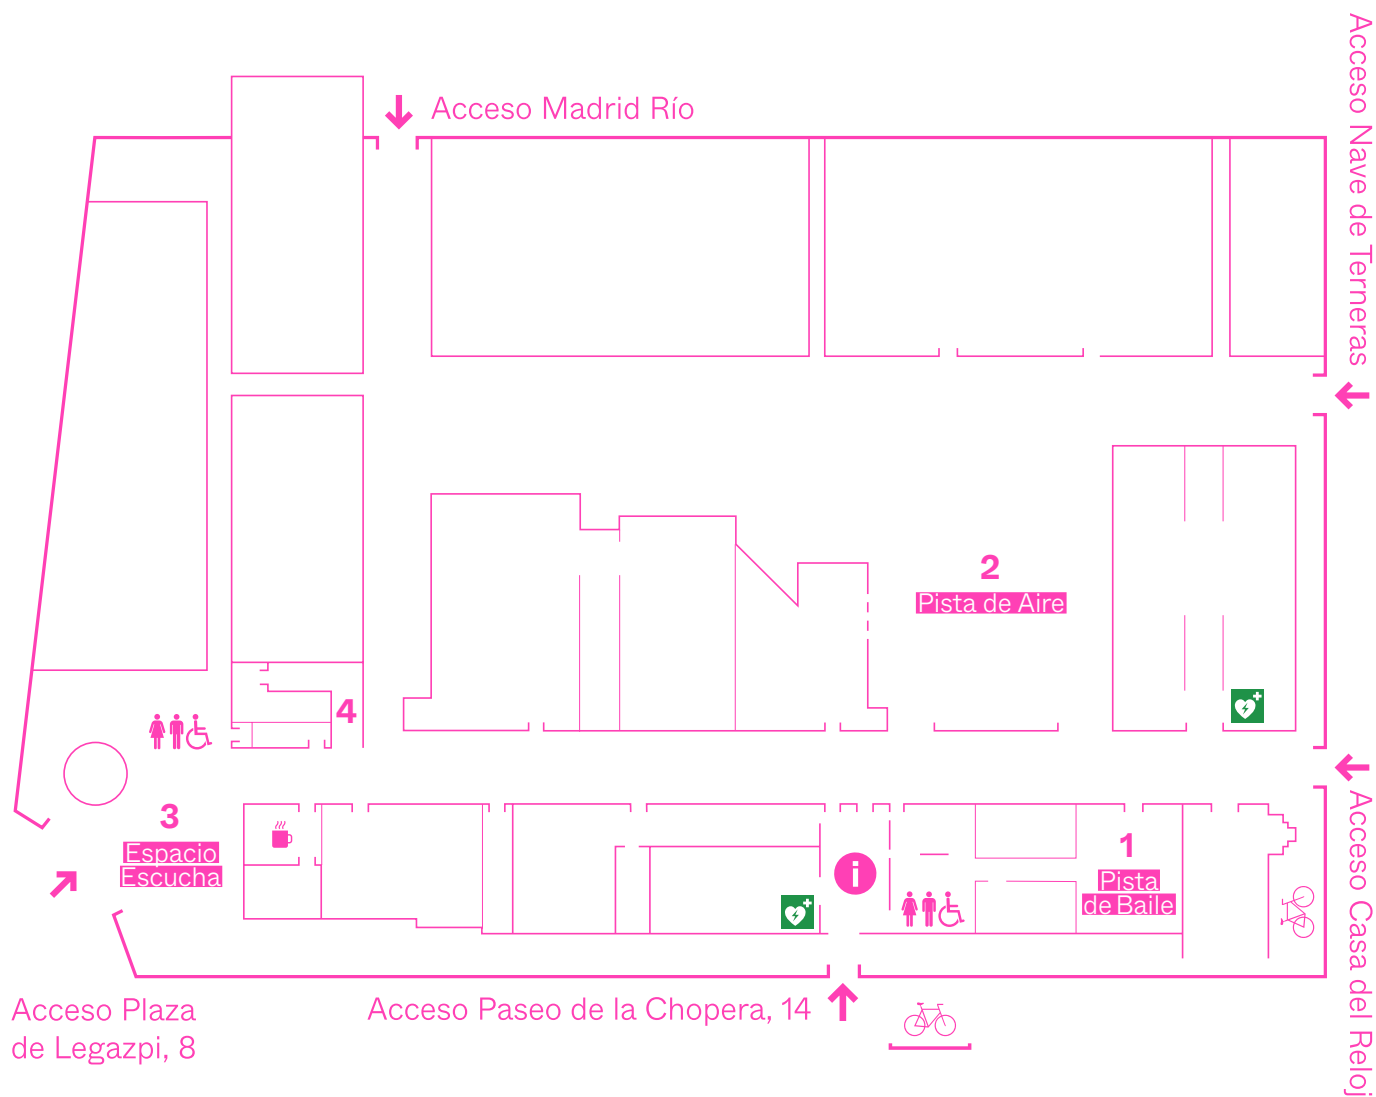 Acceso Madrid Río
Acceso Nave de Terneras
2
Pista de Aire
4
3
Espacio
Escucha
1
Pista
de Baile
i
Acceso Casa del Reloj
Acceso Plaza
de Legazpi, 8
Acceso Paseo de la Chopera, 14